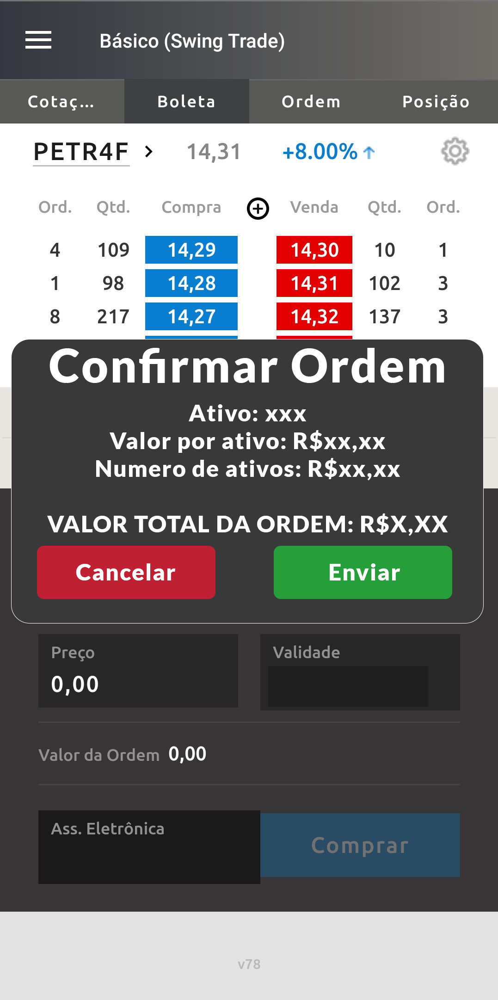 Básico (Swing Trade)
Cotaç... Boleta Ordem Posição
PETR4F > 14,31 +8.00%
Ord. Qtd. Compra Venda Qtd. Ord.
4 109 14,29 14,30 10 1
1 98 14,28 14,31 102 3
8 217 14,27 14,32 137 3
Confirmar Ordem
Ativo: xxx
Valor por ativo: R$xx,xx
Numero de ativos: R$xx,xx
VALOR TOTAL DA ORDEM: R$X,XX
Cancelar Enviar
Preço Validade
0,00
Valor da Ordem 0,00
Ass. Eletrônica
Comprar
v78